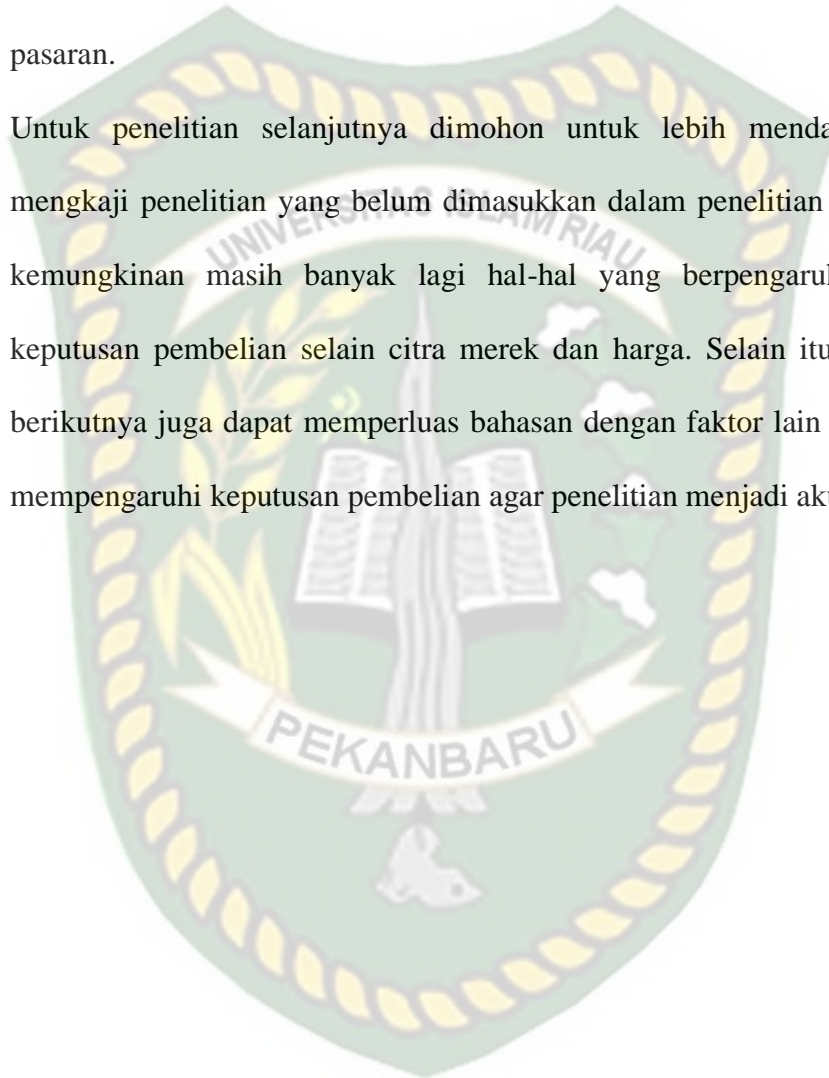 pasaran.
Untuk penelitian selanjutnya dimohon untuk lebih menda
mengkaji penelitian yang belum dimasukkan dalam penelitian
UNIVERSITAS ISLAM RIAU
kemungkinan masih banyak lagi hal-hal yang berpengaruh
keputusan pembelian selain citra merek dan harga. Selain itu
berikutnya juga dapat memperluas bahasan dengan faktor lain
mempengaruhi keputusan pembelian agar penelitian menjadi ak
PEKANBARU